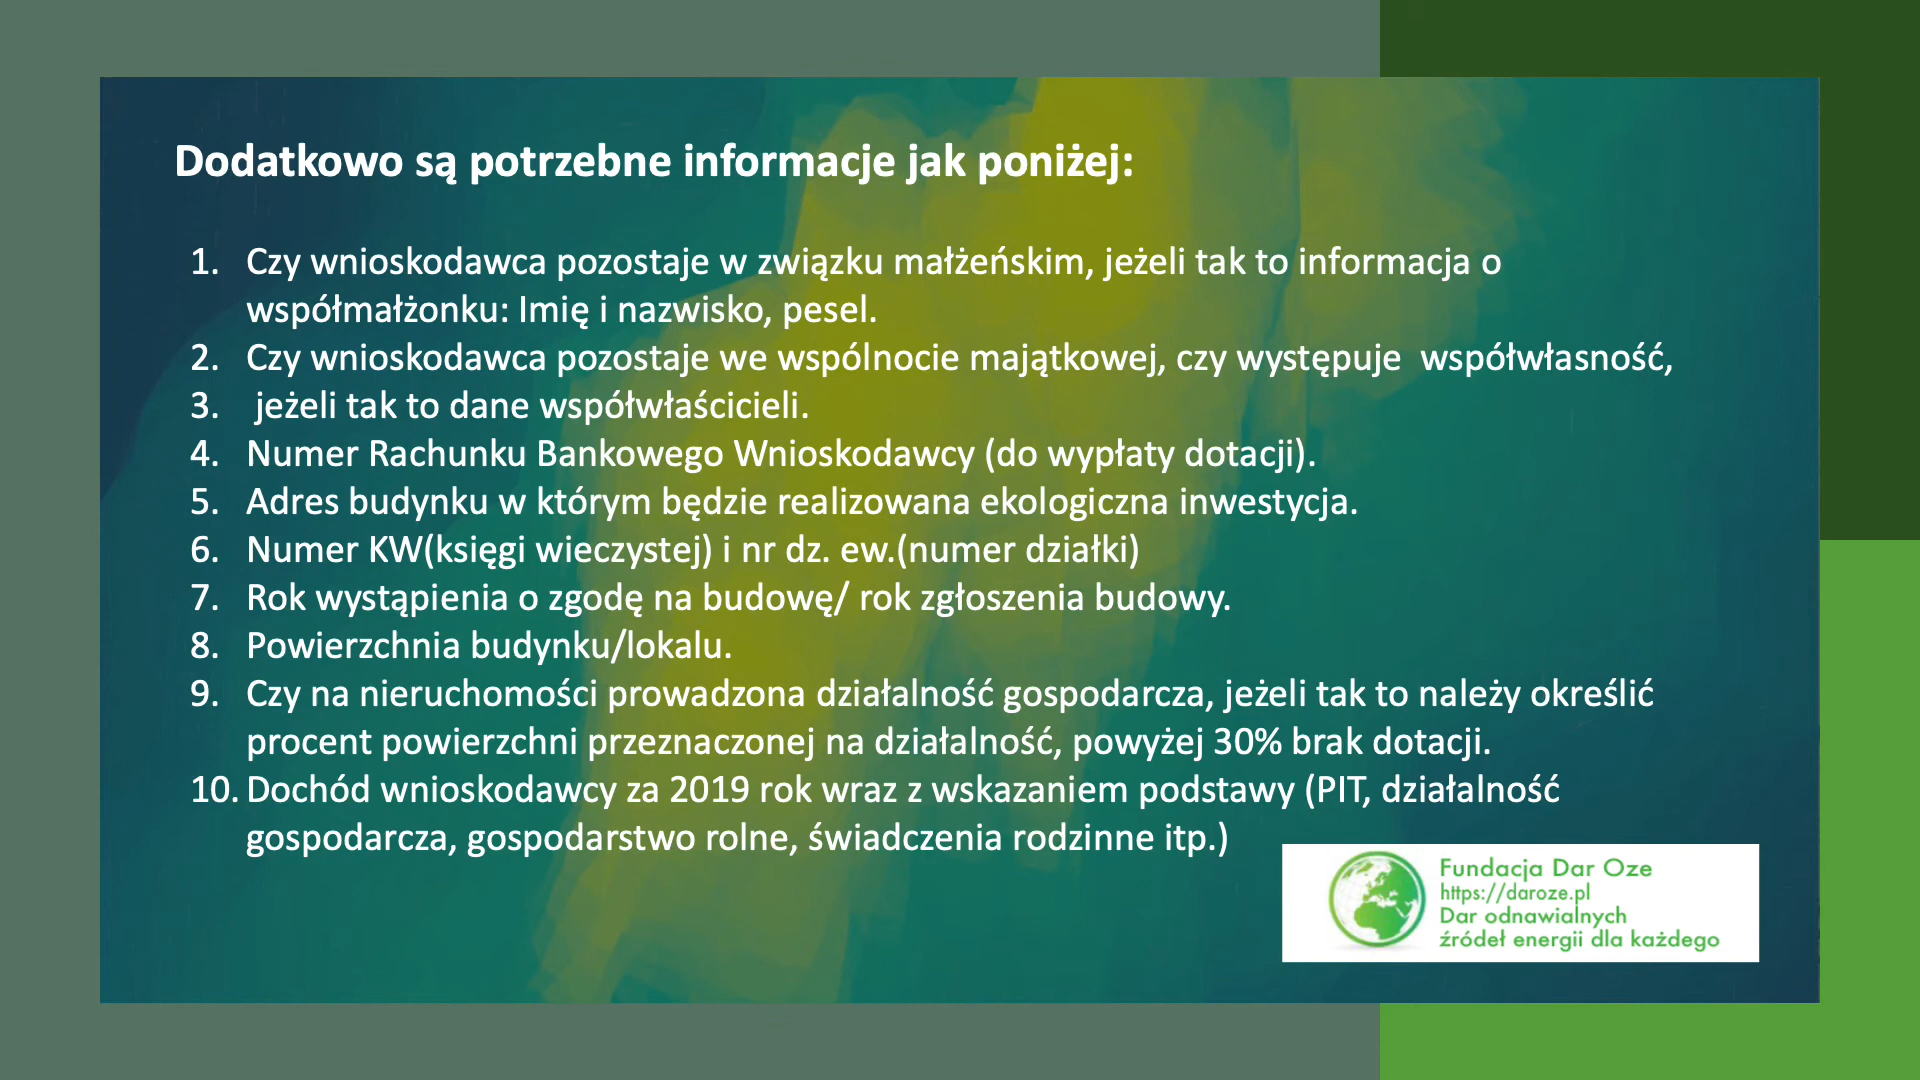 Dodatkowo są potrzebne informacje jak poniżej:
1. Czy wnioskodawca pozostaje w związku małżeńskim, jeżeli tak to informacja o
współmałżonku: Imię i nazwisko, pesel.
2. Czy wnioskodawca pozostaje we wspólnocie majątkowej, czy występuje  współwłasność,
3.  jeżeli tak to dane współwłaścicieli.
4. Numer Rachunku Bankowego Wnioskodawcy (do wypłaty dotacji).
5. Adres budynku w którym będzie realizowana ekologiczna inwestycja.
6. Numer KW(księgi wieczystej) i nr dz. ew.(numer działki)
7. Rok wystąpienia o zgodę na budowę/ rok zgłoszenia budowy.
8. Powierzchnia budynku/lokalu.
9. Czy na nieruchomości prowadzona działalność gospodarcza, jeżeli tak to należy określić
procent powierzchni przeznaczonej na działalność, powyżej 30% brak dotacji.
10. Dochód wnioskodawcy za 2019 rok wraz z wskazaniem podstawy (PIT, działalność
gospodarcza, gospodarstwo rolne, świadczenia rodzinne itp.)
Fundacja Dar Oze
https://daroze.pl
Dar odnawialnych
źródeł energii dla każdego